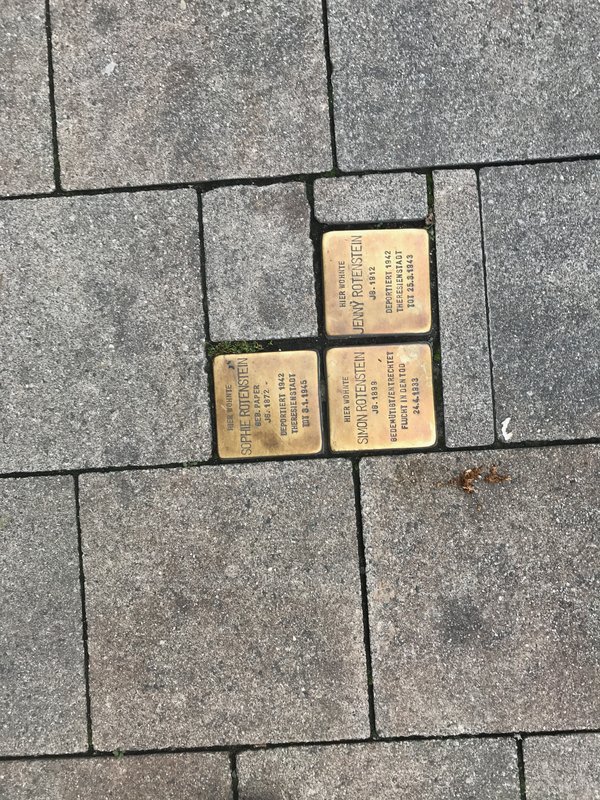 HIER WOHNTE
JENNY ROTENSTEIN
JG. 1912
DEPORTIERT 1942
THERESIENSTADT
TOT 25.3.1943
HIER WOHNTE
SOPHIE ROTENSTEIN
GEB. PAPER
JG. 1872
DEPORTIERT 1942
THERESIENSTADT
TOT 3.1.1945
HIER WOHNTE
SIMON ROTENSTEIN
JG. 1899
GEDEMÜTIGT/ENTRECHTET
FLUCHT IN DEN TOD
24.4.1933